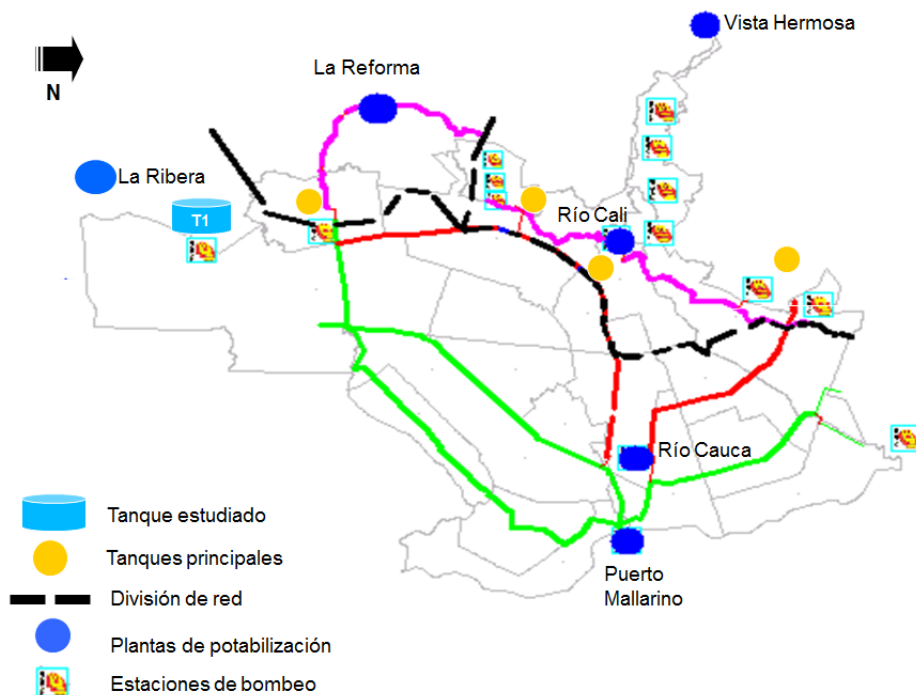 Vista Hermosa
La Reforma
N
La Ribera
T1
Río Cali
Río Cauca
Puerto
Mallarino
Tanque estudiado
Tanques principales
División de red
Plantas de potabilización
Estaciones de bombeo